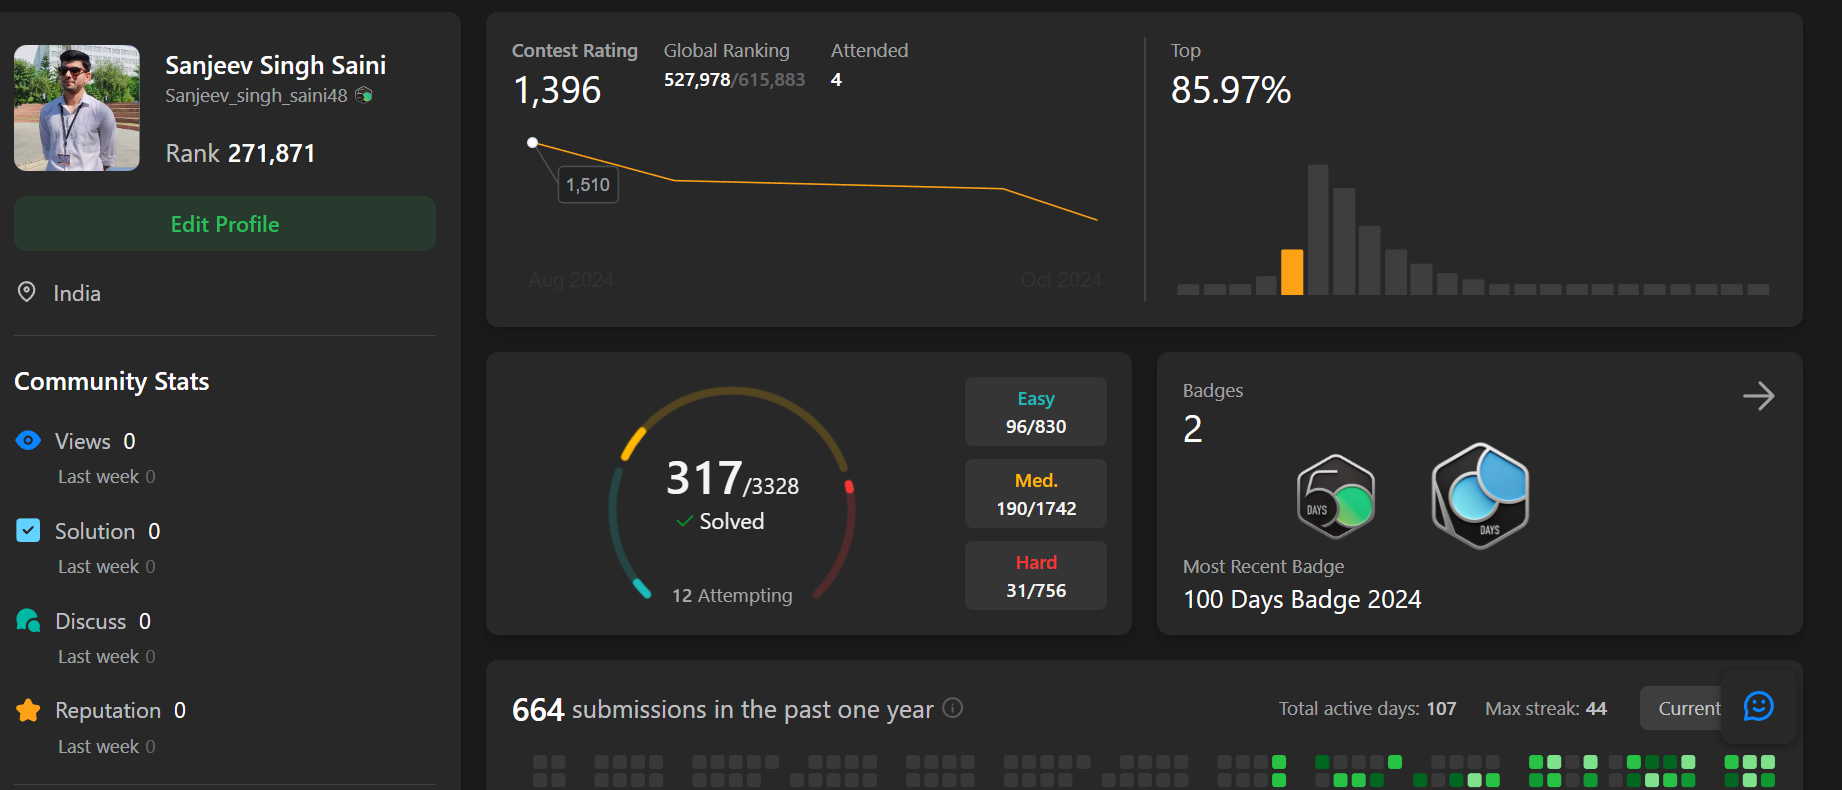 Sanjeev Singh Saini
Sanjeev_singh_saini48
Rank 271,871
Edit Profile
India
Community Stats
Views 0
Last week 0
Solution 0
Last week 0
Discuss 0
Last week 0
Reputation 0
Last week 0
Contest Rating
1,396
Global Ranking
527,978/615,883
Attended
4
1,510
Aug 2024
Oct 2024
Top
85.97%
317/3328
Solved
12 Attempting
Easy
96/830
Med.
190/1742
Hard
31/756
Badges
2
50
DAYS
DAYS
Most Recent Badge
100 Days Badge 2024
664 submissions in the past one year
Total active days: 107
Max streak: 44
Current